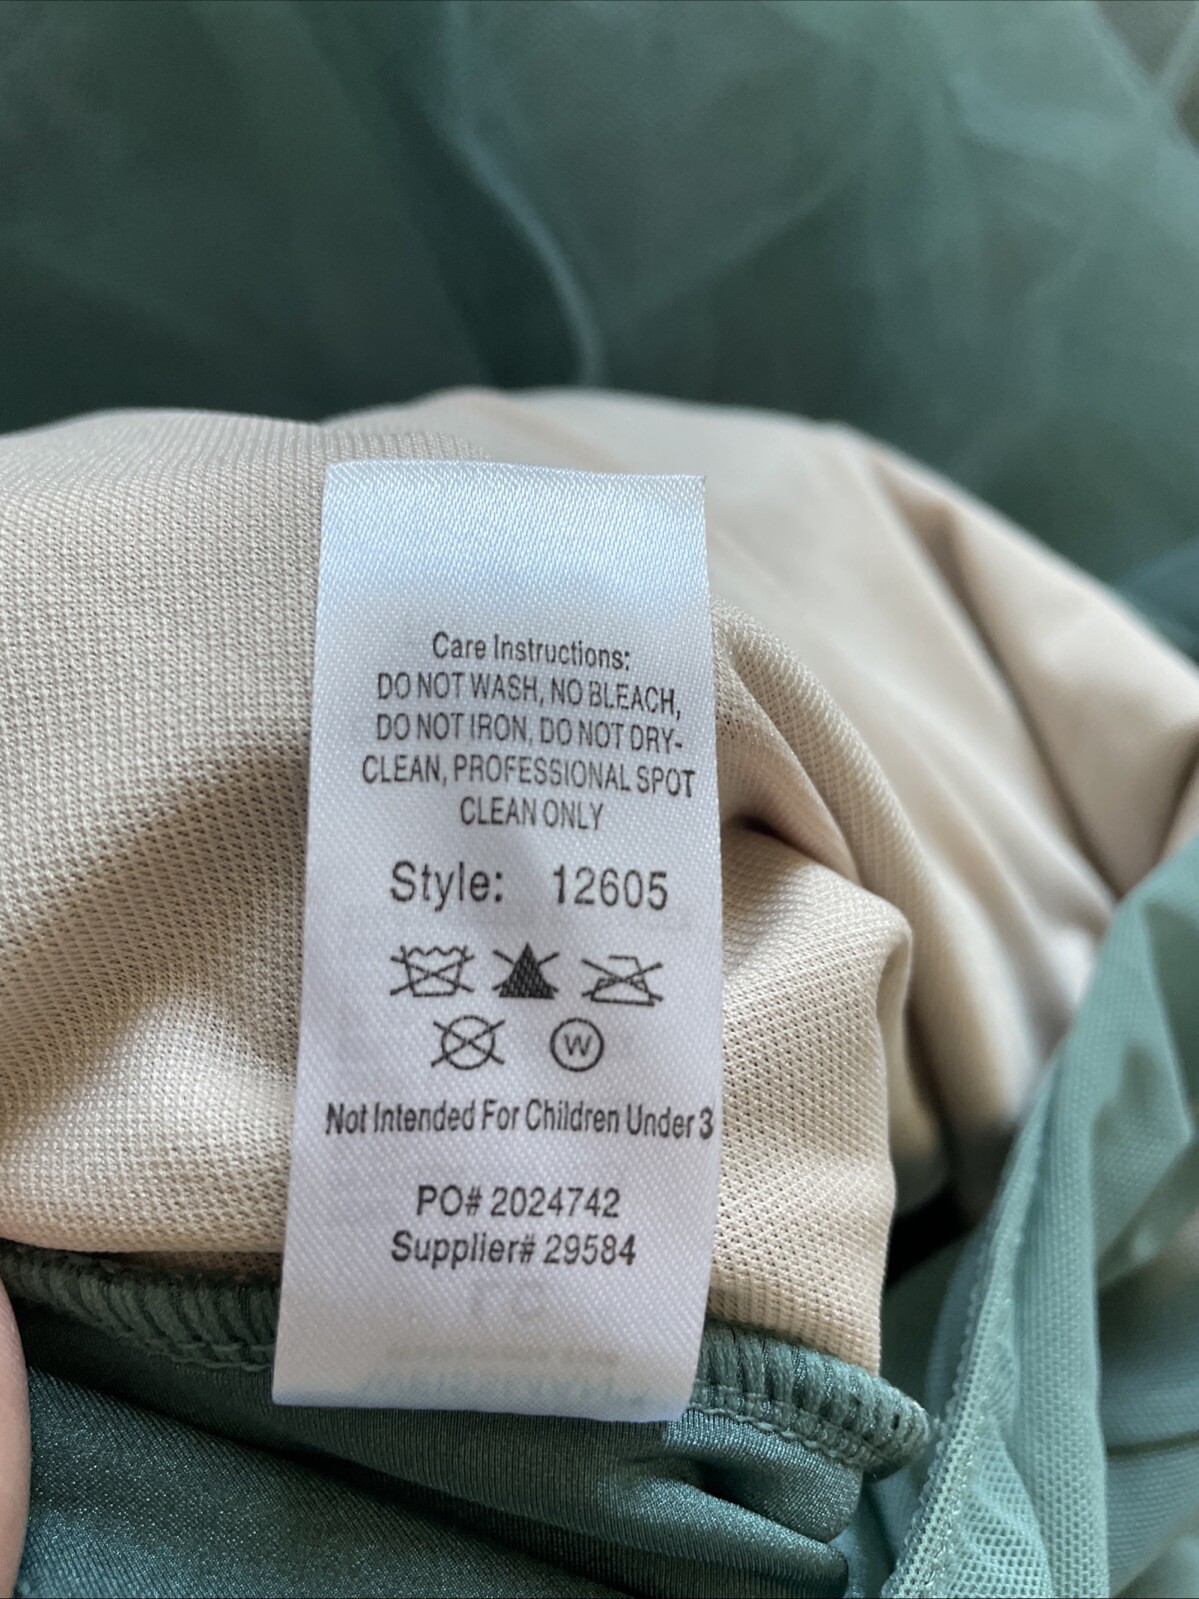 Care Instructions:
DO NOT WASH, NO BLEACH,
DO NOT IRON, DO NOT DRY-
CLEAN, PROFESSIONAL SPOT
CLEAN ONLY
Style: 12605
W
Not Intended For Children Under 3
PO# 2024742
Supplier# 29584